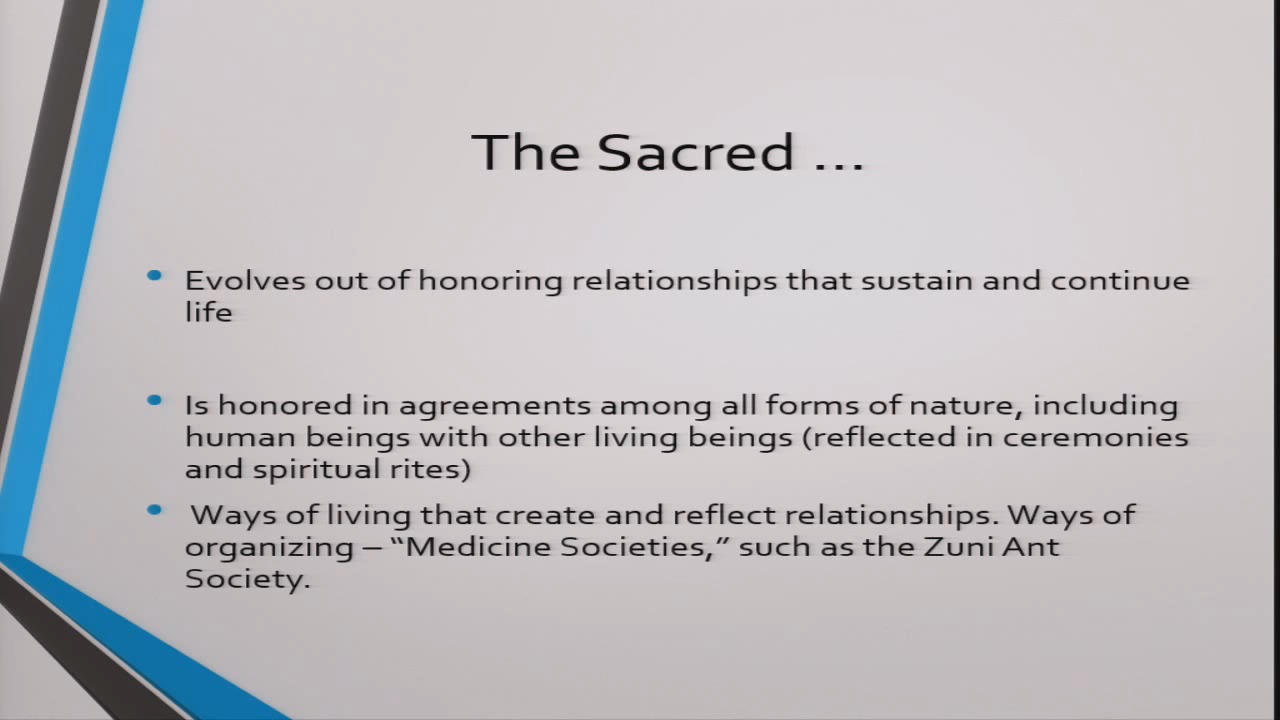 The Sacred ...
• Evolves out of honoring relationships that sustain and continue
life
• Is honored in agreements among all forms of nature, including
human beings with other living beings (reflected in ceremonies
and spiritual rites)
• Ways of living that create and reflect relationships. Ways of
organizing – “Medicine Societies,” such as the Zuni Ant
Society.